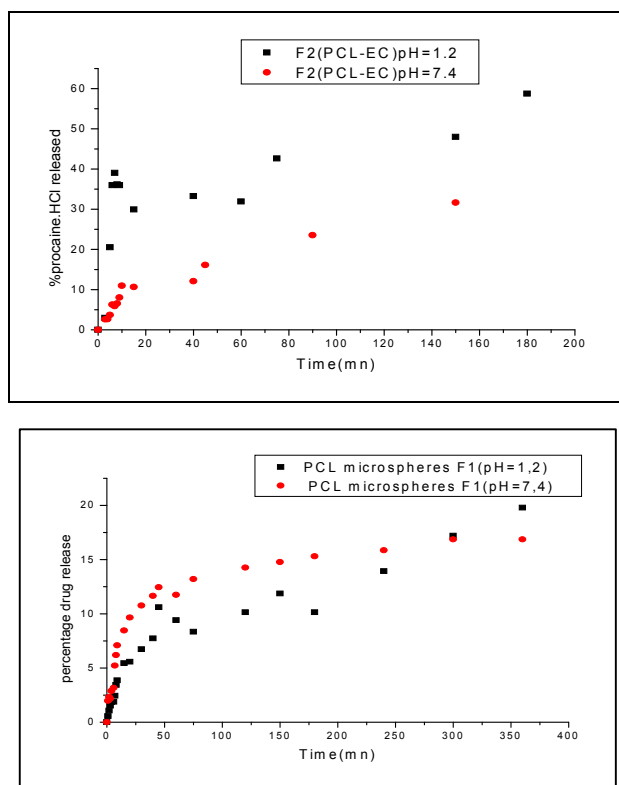 F2(PCL-EC)pH=1.2
F2(PCL-EC)pH=7.4
%procaine.HCl released
60
50
40
30
20
10
0
0 20 40 60 80 100 120 140 160 180 200
Time(mn)
PCL microspheres F1(pH=1,2)
PCL microspheres F1(pH=7,4)
percentage drug release
20
15
10
5
0
0 50 100 150 200 250 300 350 400
Time(mn)